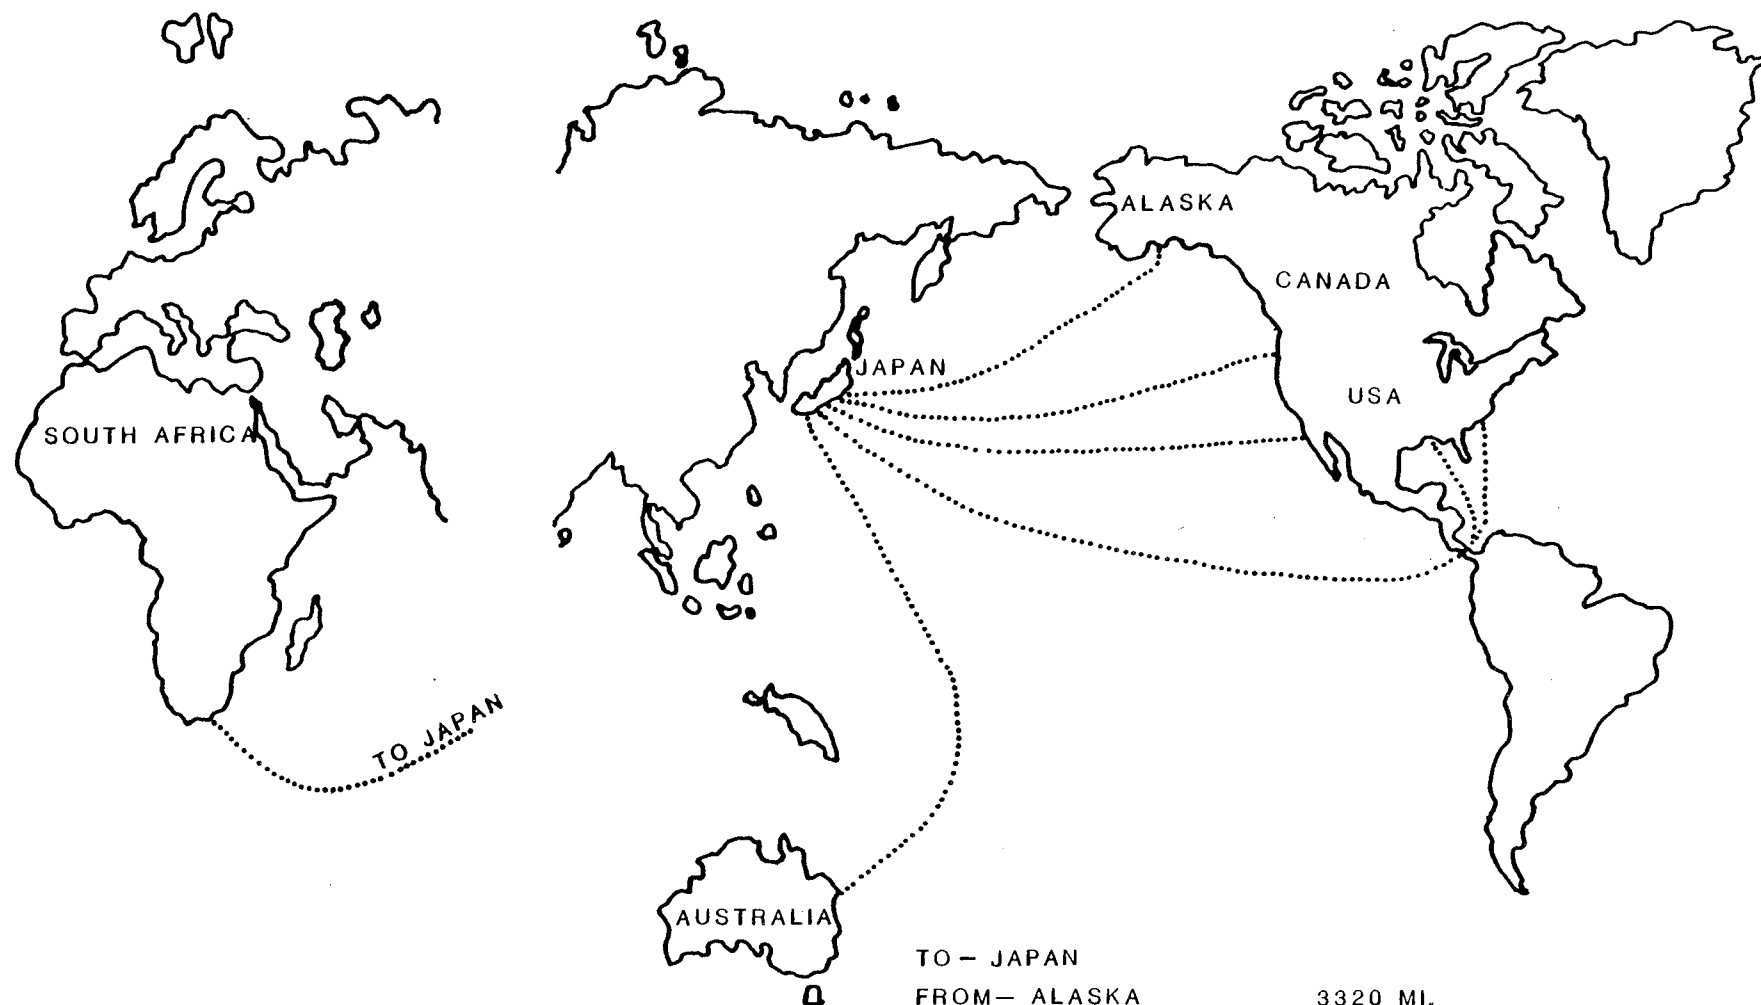 ALASKA
CANADA
JAPAN
USA
SOUTH AFRICA
TO JAPAN
AUSTRALIA
TO – JAPAN
FROM – ALASKA 3320 MI.